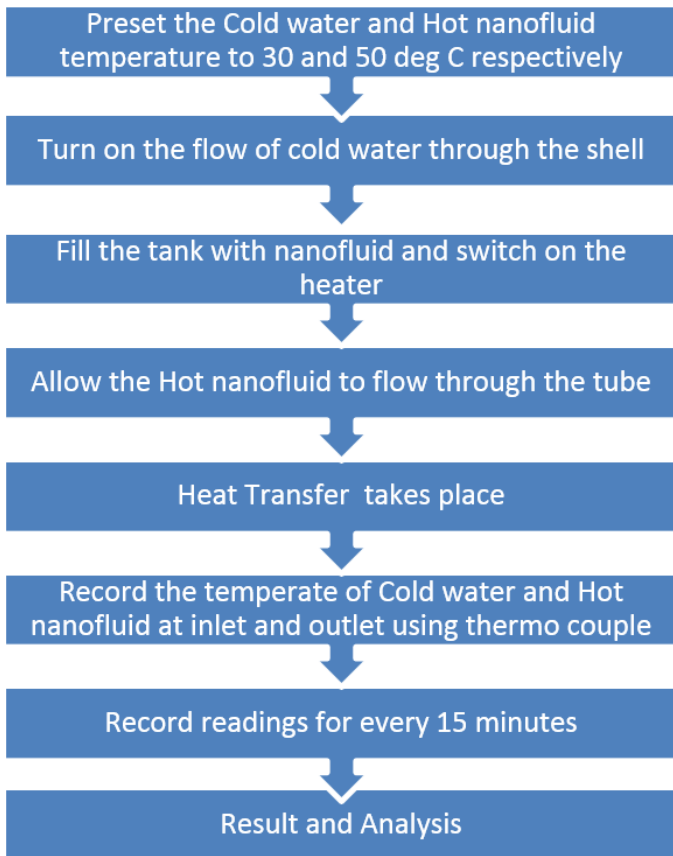 Preset the Cold water and Hot nanofluid
temperature to 30 and 50 deg C respectively
Turn on the flow of cold water through the shell
Fill the tank with nanofluid and switch on the
heater
Allow the Hot nanofluid to flow through the tube
Heat Transfer takes place
Record the temperate of Cold water and Hot
nanofluid at inlet and outlet using thermo couple
Record readings for every 15 minutes
Result and Analysis